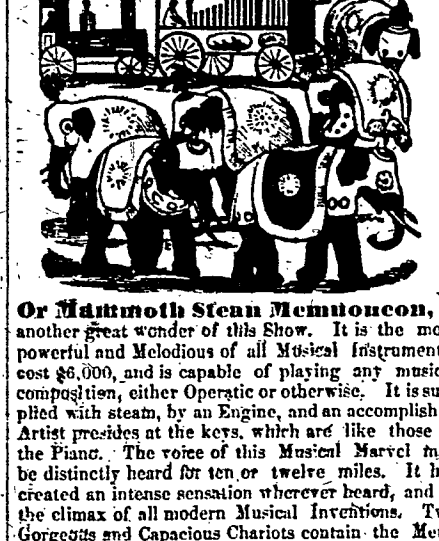 Or Mammoth Steam Memnoucon,
another great wonder of this Show. It is the mo
powerful and Melodious of all Musical Instrument
cost $6,000, and is capable of playing any music
composition, either Operatic or otherwise. It is su
plied with steam, by an Engine, and an accomplish
Artist presides at the keys, which are like those
the Piano. The voice of this Musical Marvel m
be distinctly heard for ten or twelve miles. It h
created an intense sensation wherever heard, and
the climax of all modern Musical Inventions. Tw
Gorgeous and Capacious Chariots contain the Mem